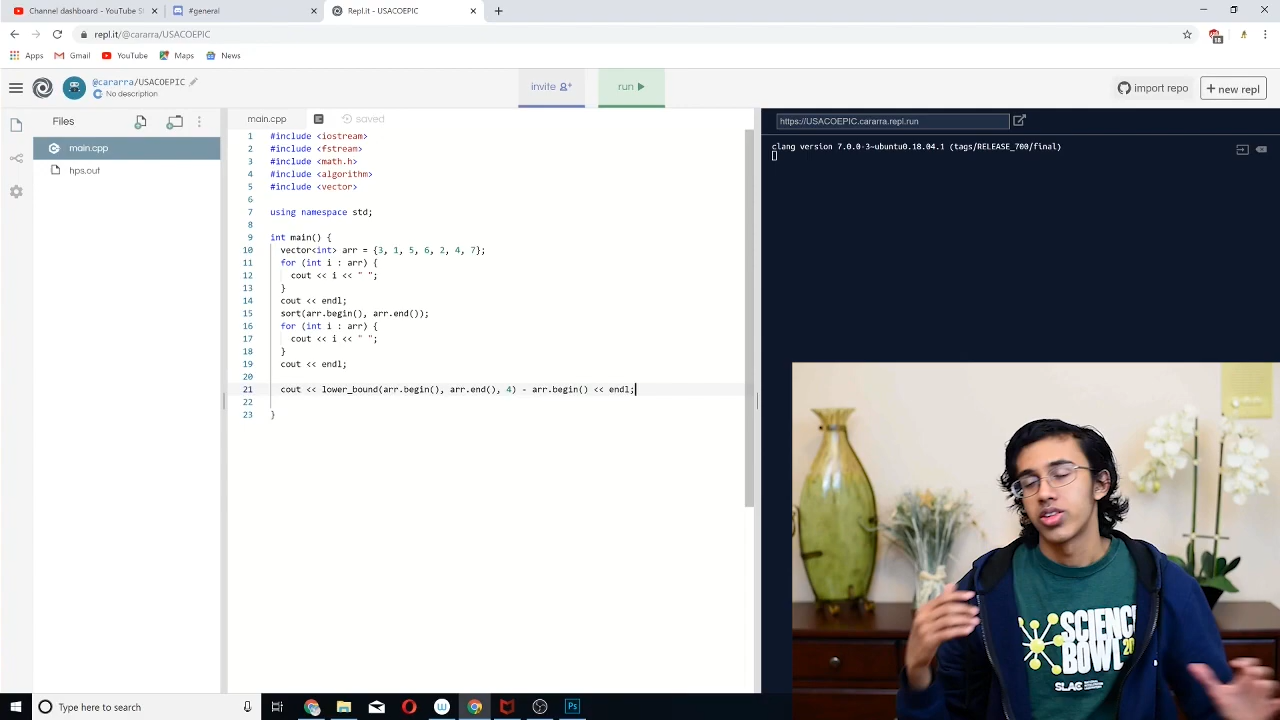 Channel dashboard - YouTube S
#general
Repl.it - USACOEPIC
repl.it/@cararra/USACOEPIC
Apps
Gmail
YouTube
Maps
News
@cararra/USACOEPIC
No description
invite
run
import repo
+ new repl
Files
main.cpp
hps.out
main.cpp
saved
1 #include <iostream>
2 #include <fstream>
3 #include <math.h>
4 #include <algorithm>
5 #include <vector>
6
7 using namespace std;
8
9 int main() {
10 vector<int> arr = {3, 1, 5, 6, 2, 4, 7};
11 for (int i : arr) {
12 cout << i << " ";
13 }
14 cout << endl;
15 sort(arr.begin(), arr.end());
16 for (int i : arr) {
17 cout << i << " ";
18 }
19 cout << endl;
20
21 cout << lower_bound(arr.begin(), arr.end(), 4) - arr.begin() << endl;
22
23 }
https://USACOEPIC.cararra.repl.run
clang version 7.0.0-3~ubuntu0.18.04.1 (tags/RELEASE_700/final)
SCIENCE
BOWL
SLAC
Type here to search